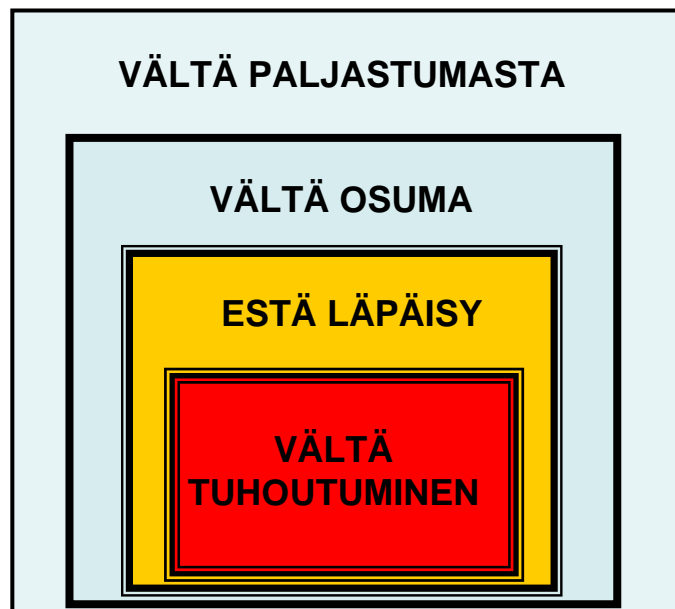 VÄLTÄ PALJASTUMASTA
VÄLTÄ OSUMA
ESTÄ LÄPÄISY
VÄLTÄ
TUHOUTUMINEN